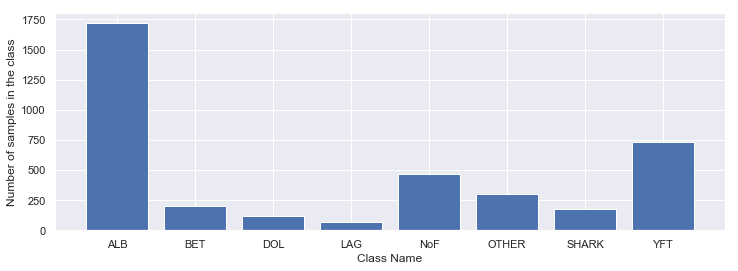 Number of samples in the class
1750
1500
1250
1000
750
500
250
0
ALB BET DOL LAG NoF OTHER SHARK YFT
Class Name